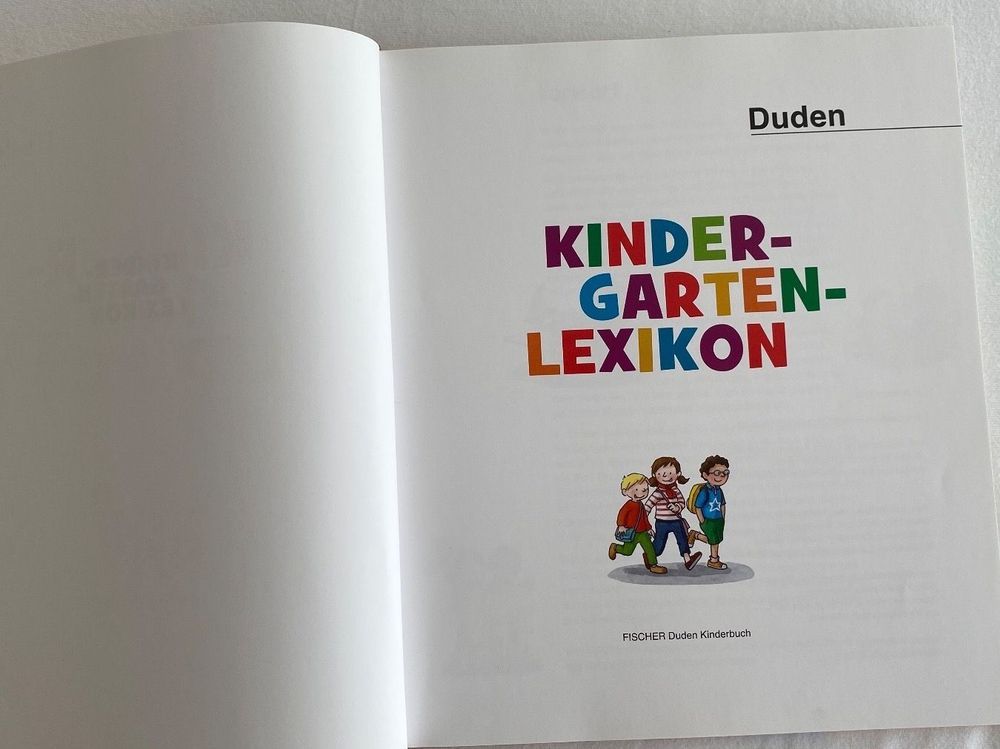 Duden
KINDER-
GARTEN-
LEXIKON
FISCHER Duden Kinderbuch